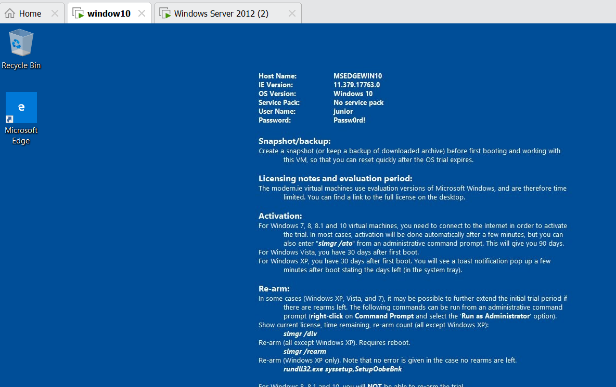 Home
window10
Windows Server 2012 (2)
Recycle Bin
Microsoft
Edge
Host Name: MSEDGEWIN10
IE Version: 11.379.17763.0
OS Version: Windows 10
Service Pack: No service pack
User Name: junior
Password: Passw0rd!
Snapshot/backup:
Create a snapshot (or keep a backup of downloaded archive) before first booting and working with
this VM, so that you can reset quickly after the OS trial expires.
Licensing notes and evaluation period:
The modern.ie virtual machines use evaluation versions of Microsoft Windows, and are therefore time
limited. You can find a link to the full license on the desktop.
Activation:
For Windows 7, 8, 8.1 and 10 virtual machines, you need to connect to the Internet in order to activate
the trial. In most cases, activation will be done automatically after a few minutes, but you can
also enter "slmgr /ato" from an administrative command prompt. This will give you 90 days.
For Windows Vista, you have 30 days after first boot.
For Windows XP, you have 30 days after first boot. You will see a toast notification pop up a few
minutes after boot stating the days left (in the system tray).
Re-arm:
In some cases (Windows XP, Vista, and 7), it may be possible to further extend the initial trial period if
there are rearms left. The following commands can be run from an administrative command
prompt (right-click on Command Prompt and select the 'Run as Administrator' option).
Show current license, time remaining, re-arm count (all except Windows XP):
slmgr /dlv
Re-arm (all except Windows XP). Requires reboot.
slmgr /rearm
Re-arm (Windows XP only). Note that no error is given in the case no rearms are left.
rundll32.exe syssetup,SetupOobeBnk
For Windows 8, 8.1 and 10, you will NOT be able to re-arm the trial.